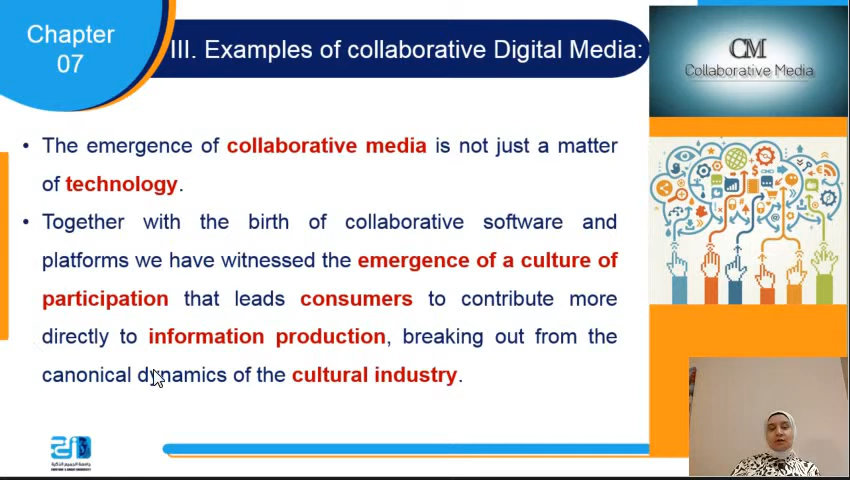 Chapter
07
III. Examples of collaborative Digital Media:
CM
Collaborative Media
• The emergence of collaborative media is not just a matter
of technology.
• Together with the birth of collaborative software and
platforms we have witnessed the emergence of a culture of
participation that leads consumers to contribute more
directly to information production, breaking out from the
canonical dynamics of the cultural industry.